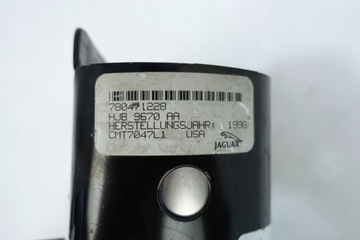 780471228
HJB 9670 AA
HERSTELLUNGSJAHR: 1998
CMT7047L1 USA
JAGUAR